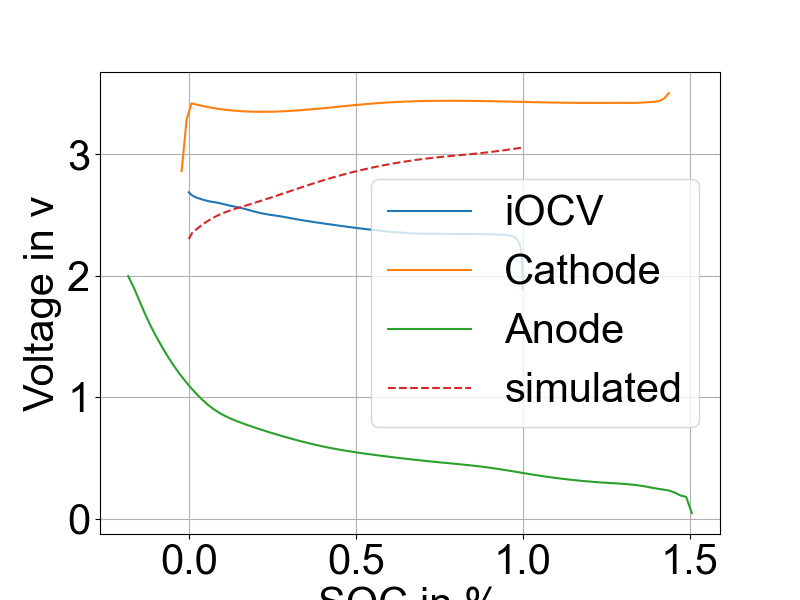 Voltage in v
3
2
1
0
iOCV
Cathode
Anode
simulated
0.0
0.5
1.0
1.5
SOC in %